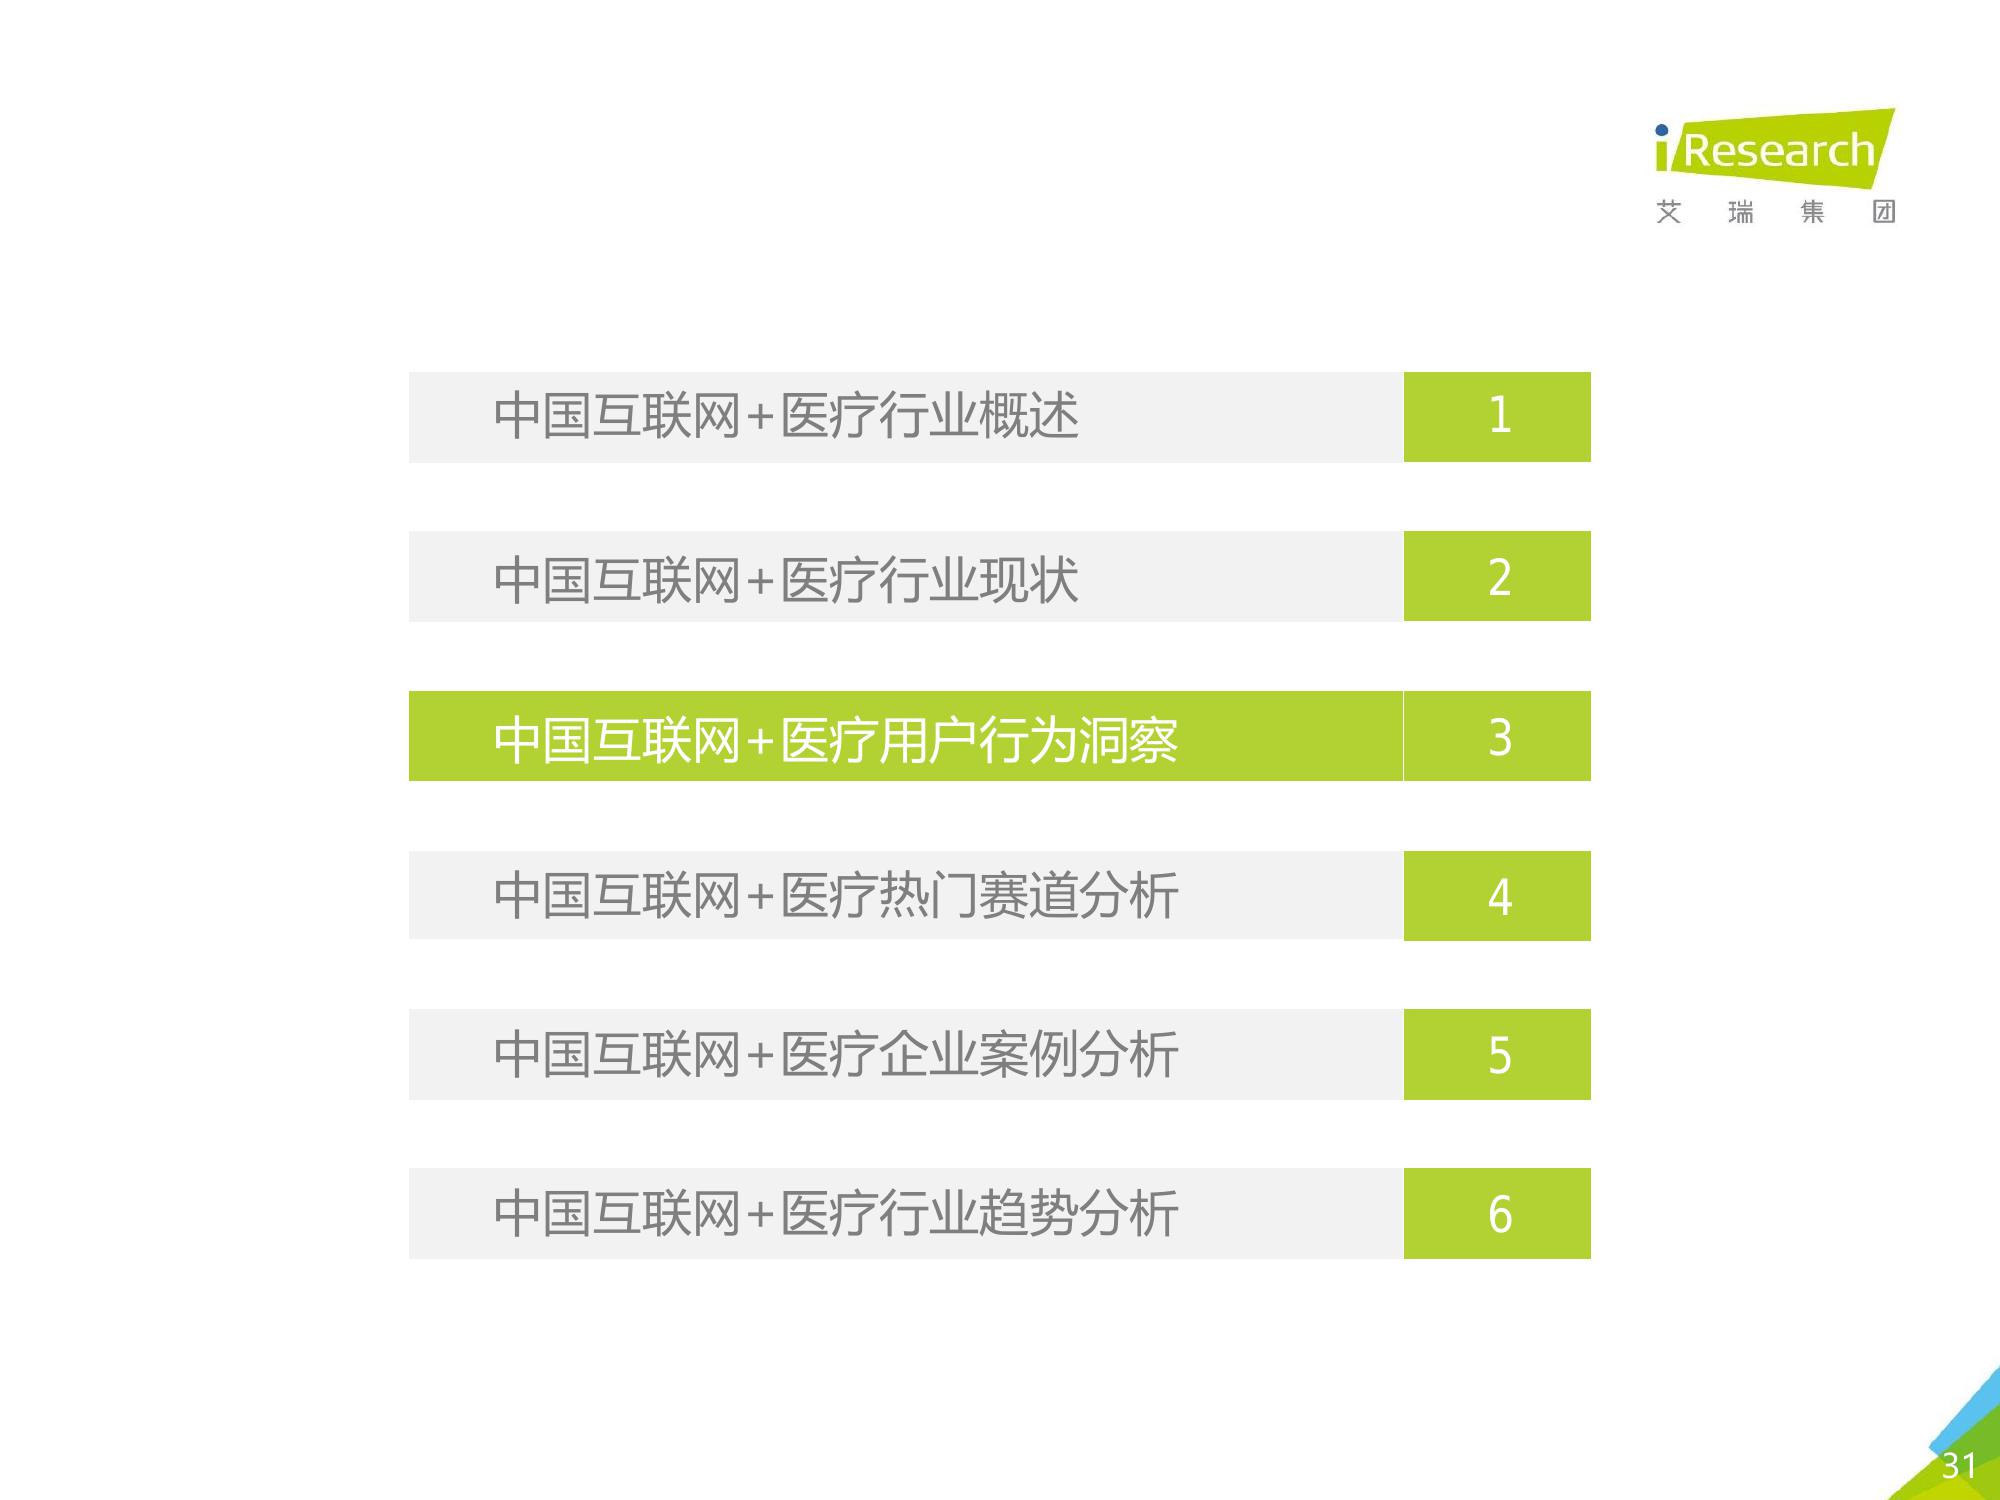 iResearch
艾瑞集团
中国互联网+医疗行业概述 1
中国互联网+医疗行业现状 2
中国互联网+医疗用户行为洞察 3
中国互联网+医疗热门赛道分析 4
中国互联网+医疗企业案例分析 5
中国互联网+医疗行业趋势分析 6
31